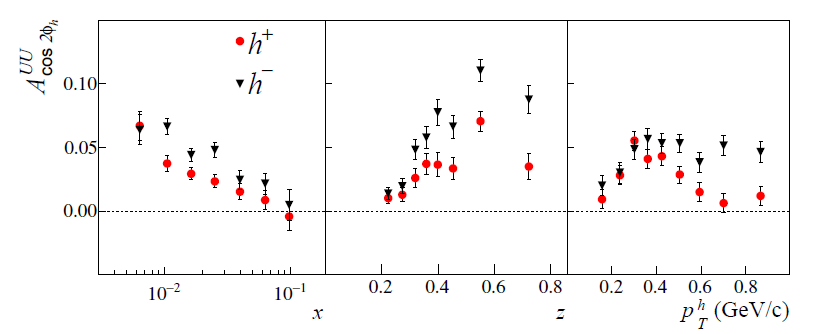 A^{UU}_{cos 2ϕ_h}
h⁺
h⁻
0.10
0.05
0.00
10⁻² 10⁻¹
0.2 0.4 0.6 0.8
0.2 0.4 0.6 0.8
x
z
p_T^h (GeV/c)